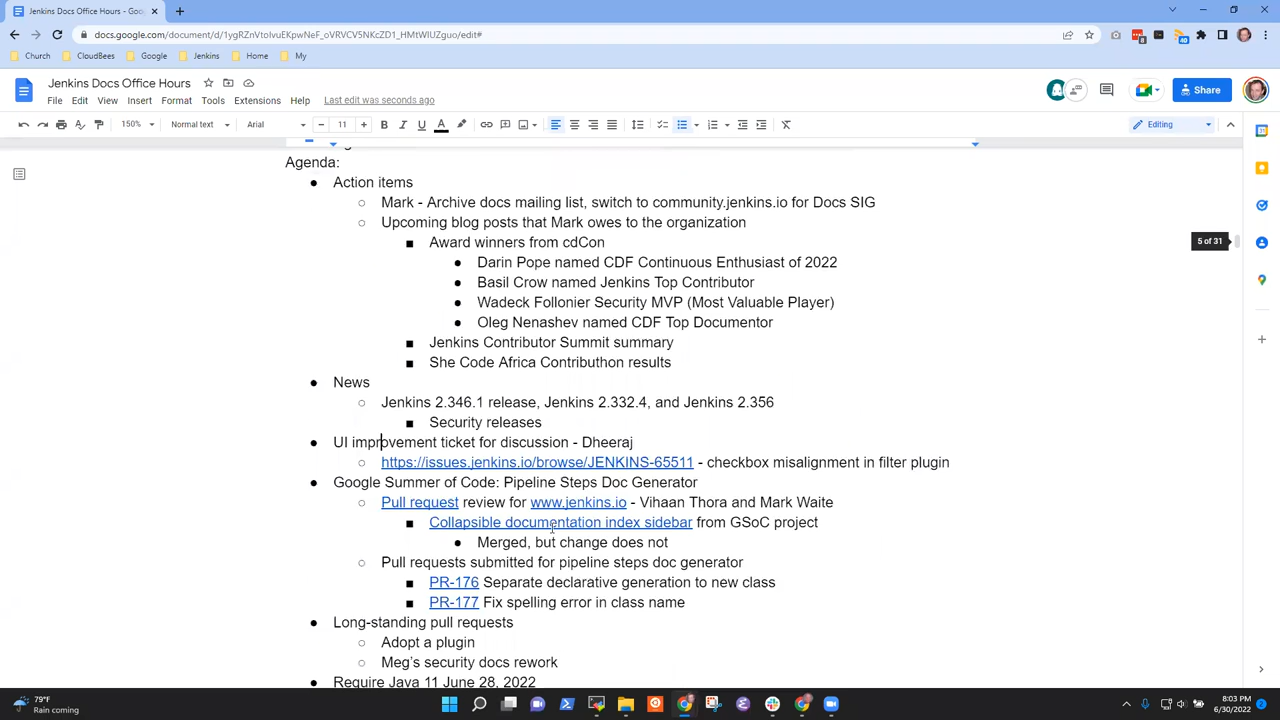 Jenkins Docs Office Hours - Goo
docs.google.com/document/d/1ygRZnVtoIvuEKpwNeF_oVRVCV5NKcZD1_HMtWIUZguo/edit#
Church
CloudBees
Google
Jenkins
Home
My
Jenkins Docs Office Hours
File Edit View Insert Format Tools Extensions Help Last edit was seconds ago
Share
150% Normal text Arial 11 Editing
Agenda:
Action items
Mark - Archive docs mailing list, switch to community.jenkins.io for Docs SIG
Upcoming blog posts that Mark owes to the organization
Award winners from cdCon
5 of 31
Darin Pope named CDF Continuous Enthusiast of 2022
Basil Crow named Jenkins Top Contributor
Wadeck Follonier Security MVP (Most Valuable Player)
Oleg Nenashev named CDF Top Documentor
Jenkins Contributor Summit summary
She Code Africa Contributhon results
News
Jenkins 2.346.1 release, Jenkins 2.332.4, and Jenkins 2.356
Security releases
UI improvement ticket for discussion - Dheeraj
https://issues.jenkins.io/browse/JENKINS-65511 - checkbox misalignment in filter plugin
Google Summer of Code: Pipeline Steps Doc Generator
Pull request review for www.jenkins.io - Vihaan Thora and Mark Waite
Collapsible documentation index sidebar from GSoC project
Merged, but change does not
Pull requests submitted for pipeline steps doc generator
PR-176 Separate declarative generation to new class
PR-177 Fix spelling error in class name
Long-standing pull requests
Adopt a plugin
Meg's security docs rework
Require Java 11 June 28, 2022
79°F
Rain coming
8:03 PM
6/30/2022